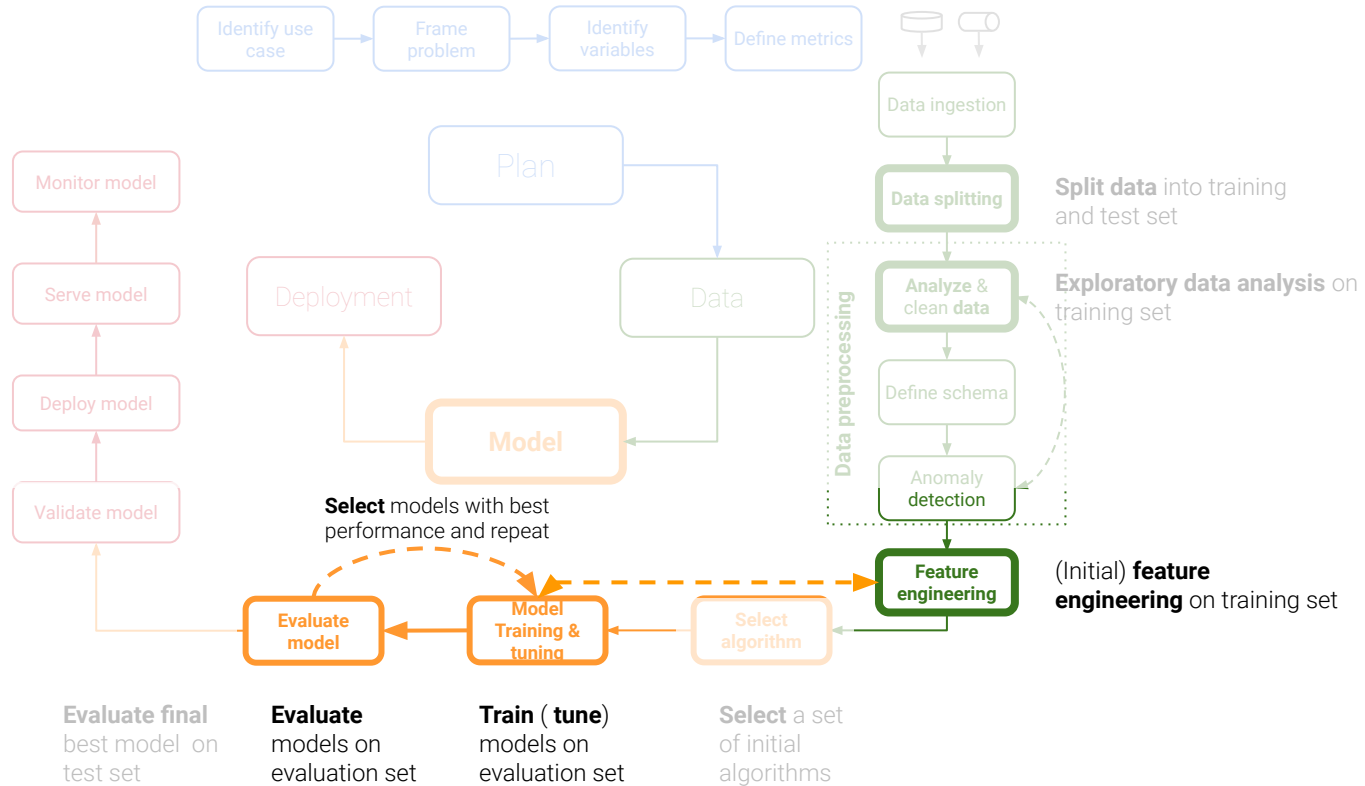 Identify use
case
Frame
problem
Identify
variables
Define metrics
Data ingestion
Plan
Monitor model
Data splitting
Split data into training
and test set
Serve model
Deployment
Data
Data preprocessing
Analyze &
clean data
Exploratory data analysis on
training set
Deploy model
Define schema
Model
Validate model
Anomaly
detection
Select models with best
performance and repeat
Feature
engineering
(Initial) feature
engineering on training set
Evaluate
model
Model
Training &
tuning
Select
algorithm
Evaluate final
best model on
test set
Evaluate
models on
evaluation set
Train ( tune)
models on
evaluation set
Select a set
of initial
algorithms